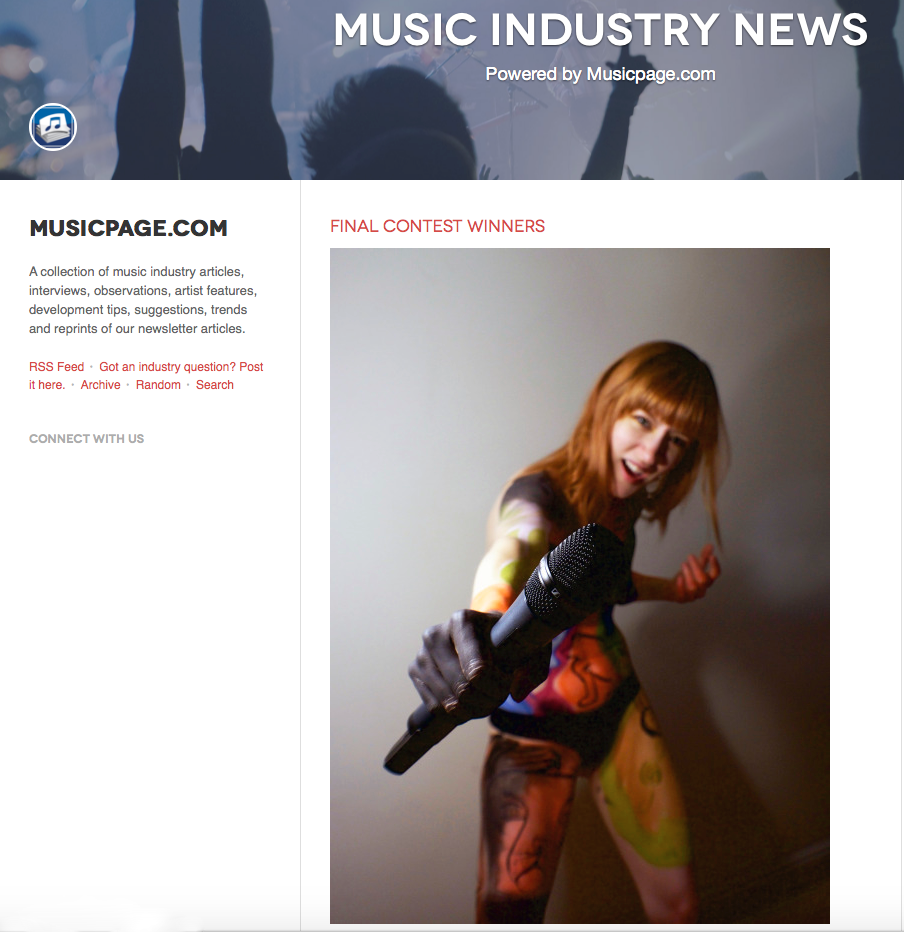 MUSIC INDUSTRY NEWS
Powered by Musicpage.com
MUSICPAGE.COM
A collection of music industry articles,
interviews, observations, artist features,
development tips, suggestions, trends
and reprints of our newsletter articles.
RSS Feed • Got an industry question? Post
it here. • Archive • Random • Search
CONNECT WITH US
FINAL CONTEST WINNERS